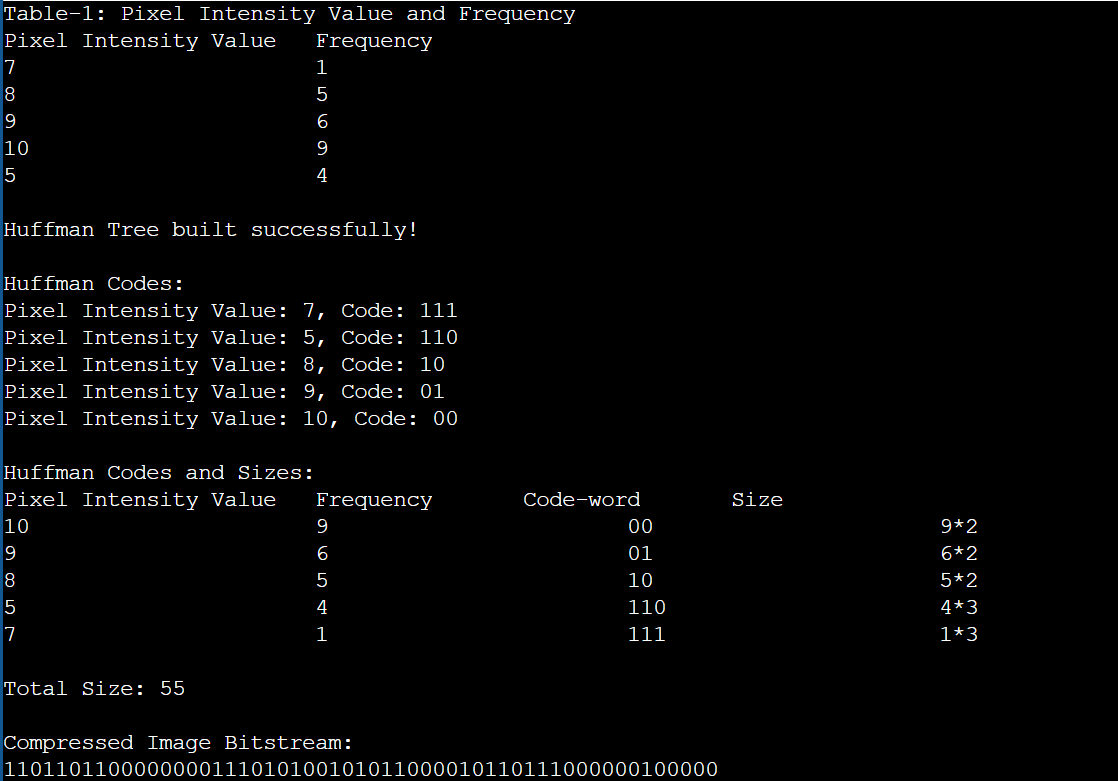 Table-1: Pixel Intensity Value and Frequency
Pixel Intensity Value Frequency
7 1
8 5
9 6
10 9
5 4
Huffman Tree built successfully!
Huffman Codes:
Pixel Intensity Value: 7, Code: 111
Pixel Intensity Value: 5, Code: 110
Pixel Intensity Value: 8, Code: 10
Pixel Intensity Value: 9, Code: 01
Pixel Intensity Value: 10, Code: 00
Huffman Codes and Sizes:
Pixel Intensity Value Frequency Code-word Size
10 9 00 9*2
9 6 01 6*2
8 5 10 5*2
5 4 110 4*3
7 1 111 1*3
Total Size: 55
Compressed Image Bitstream:
1101101100000000111010100101011000010110111000000100000